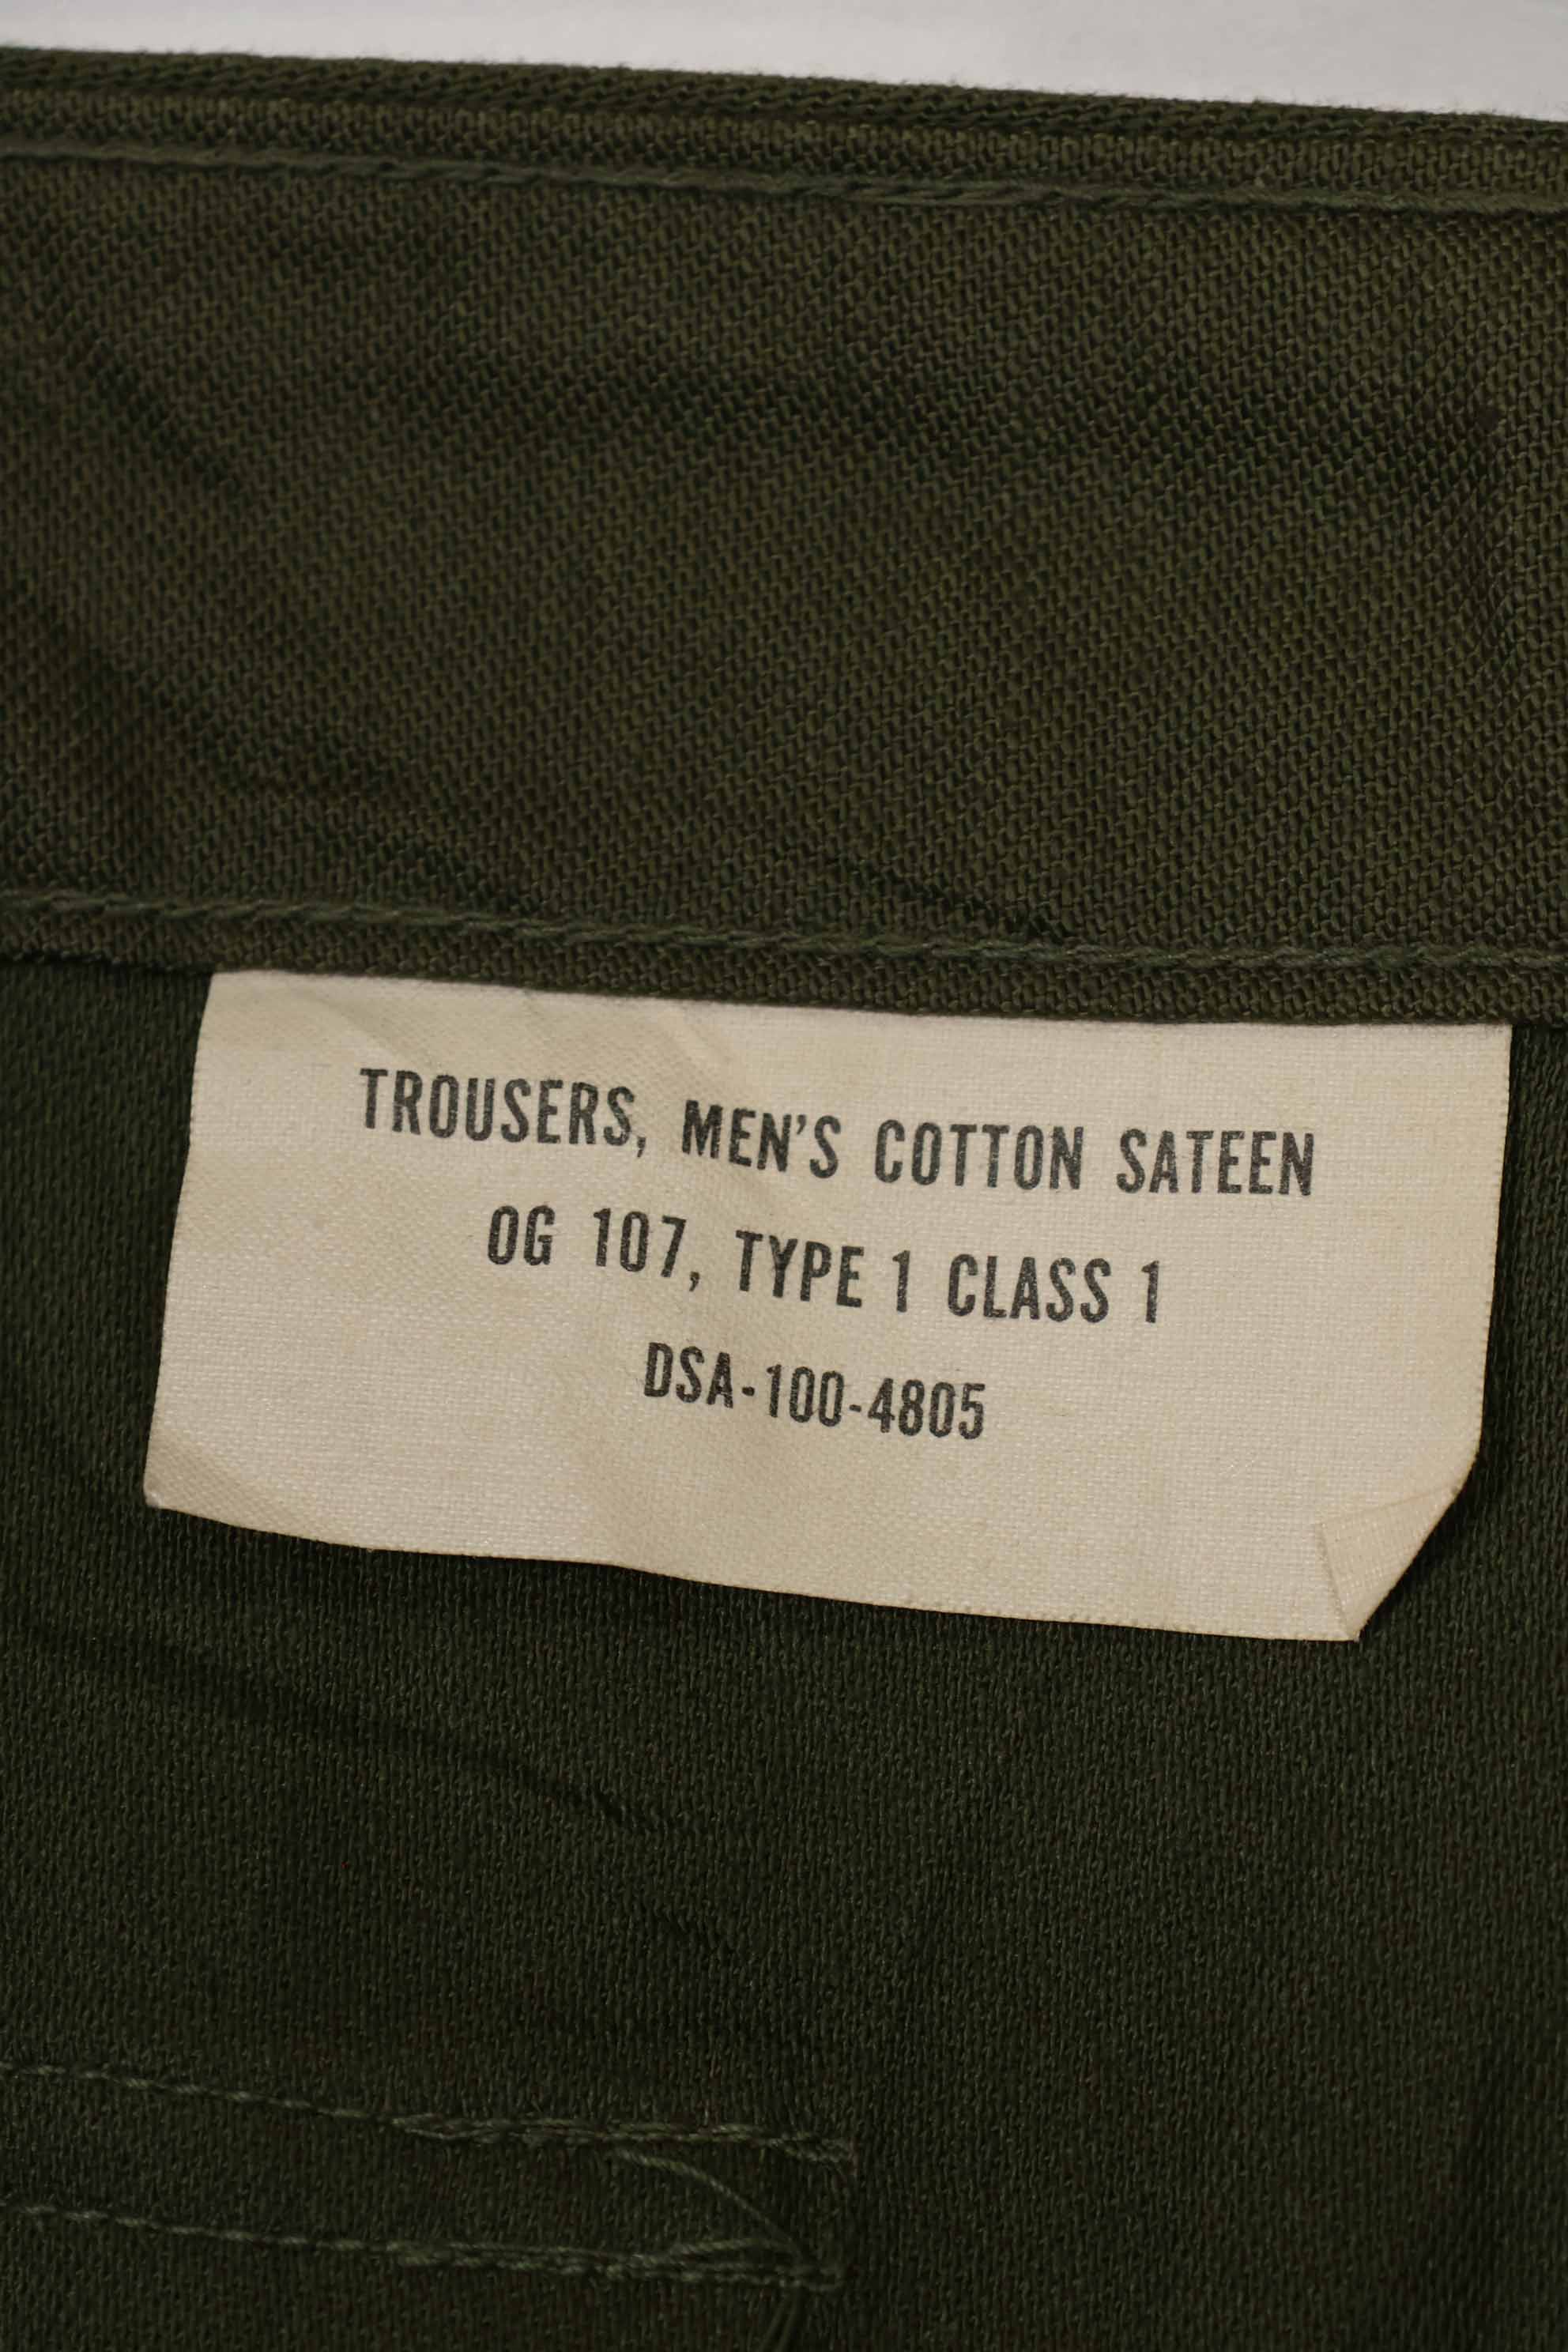 TROUSERS, MEN'S COTTON SATEEN
OG 107, TYPE 1 CLASS 1
DSA-100-4805